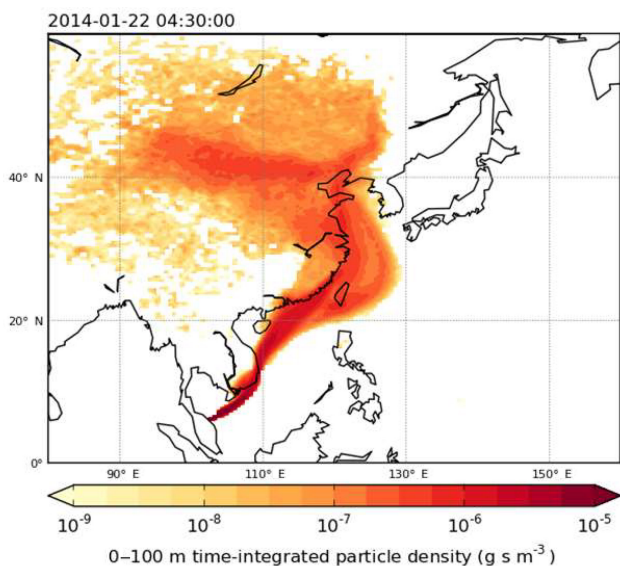 2014-01-22 04:30:00
40° N
20° N
0°
90° E 110° E 130° E 150° E
10⁻⁹ 10⁻⁸ 10⁻⁷ 10⁻⁶ 10⁻⁵
0–100 m time-integrated particle density (g s m⁻³)